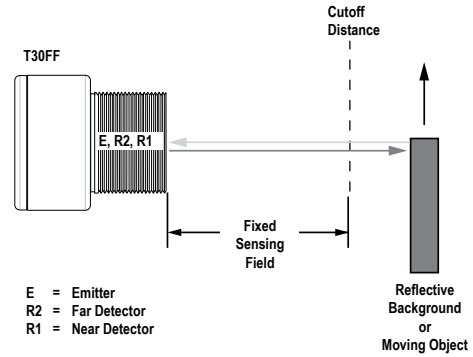 Cutoff
Distance
T30FF
E, R2, R1
Fixed
Sensing
Field
E = Emitter
R2 = Far Detector
R1 = Near Detector
Reflective
Background
or
Moving Object